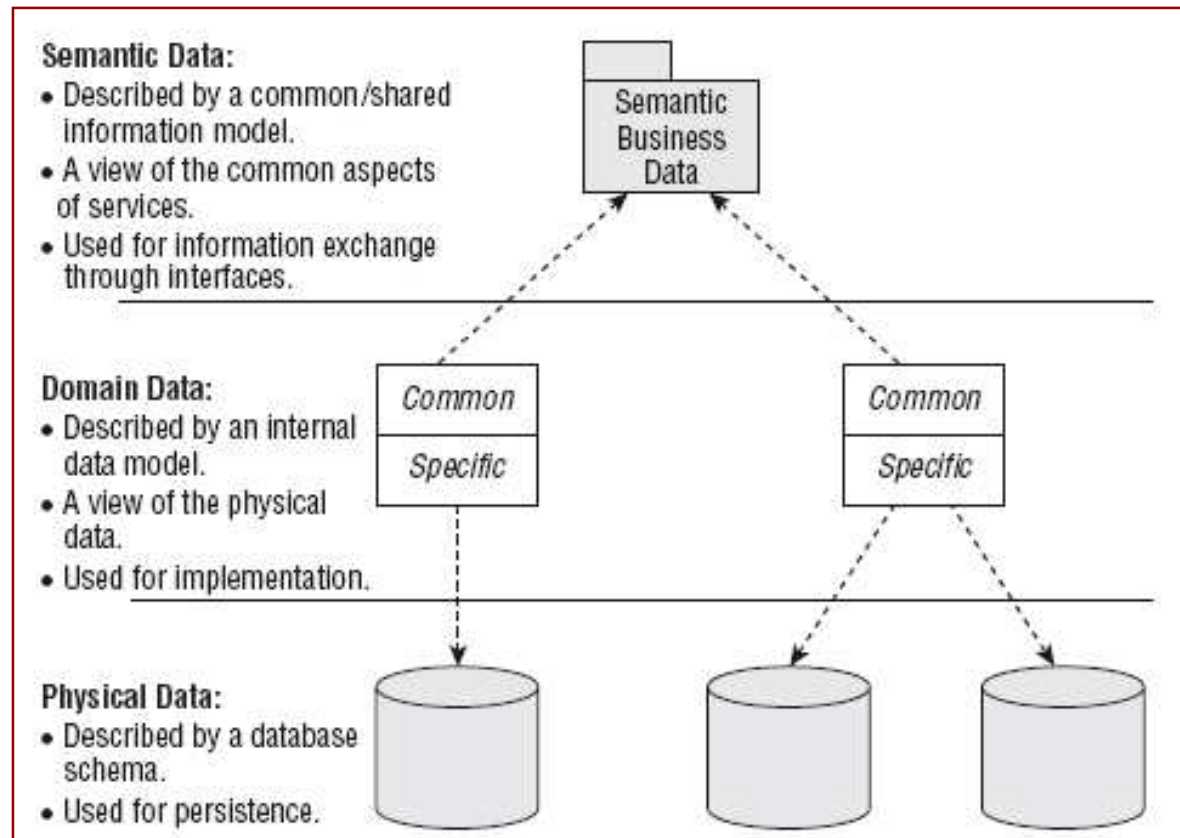 Semantic Data:
• Described by a common/shared
information model.
• A view of the common aspects
of services.
• Used for information exchange
through interfaces.
Semantic
Business
Data
Domain Data:
• Described by an internal
data model.
• A view of the physical
data.
• Used for implementation.
Common
Specific
Common
Specific
Physical Data:
• Described by a database
schema.
• Used for persistence.